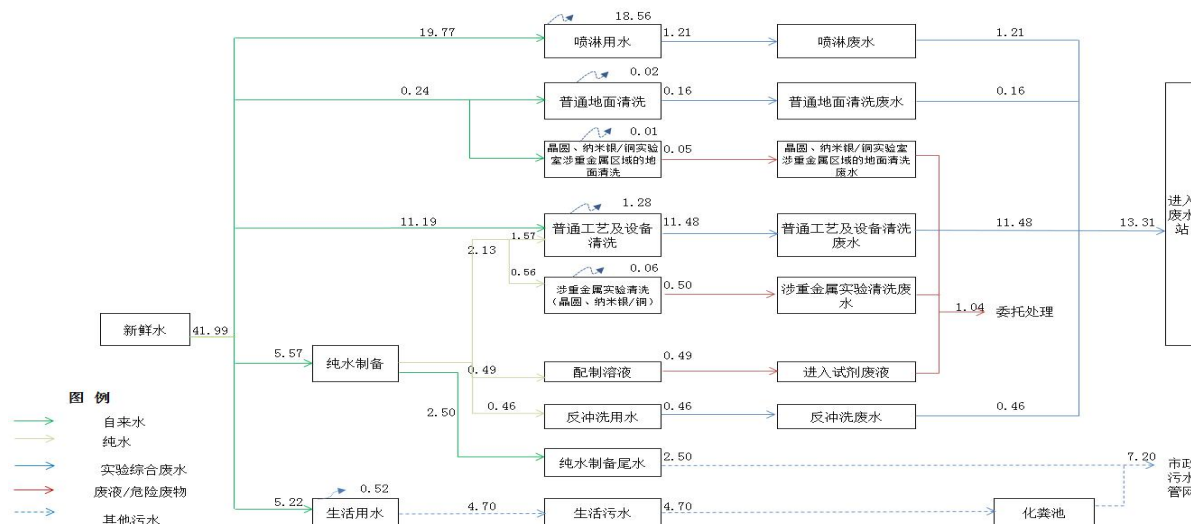 18.56
19.77
喷淋用水
1.21
喷淋废水
1.21
0.02
0.24
普通地面清洗
0.16
普通地面清洗废水
0.16
0.01
晶圆、纳米银/铜实验
室涉重金属区域的地
面清洗
0.05
晶圆、纳米银/铜实验室
涉重金属区域的地面清洗
废水
1.28
11.19
普通工艺及设备
清洗
11.48
普通工艺及设备清洗
废水
11.48
13.31
进入
废水
站
1.57
2.13
0.56
0.06
涉重金属实验清洗
(晶圆、纳米银/铜)
0.50
涉重金属实验清洗废
水
1.04
委托处理
新鲜水
41.99
5.57
纯水制备
0.49
配制溶液
0.49
进入试剂废液
2.50
0.46
反冲洗用水
0.46
反冲洗废水
0.46
纯水制备尾水
2.50
7.20
市政
污水
管网
5.22
生活用水
0.52
4.70
生活污水
4.70
化粪池
图 例
自来水
纯水
实验综合废水
废液/危险废物
其他污水